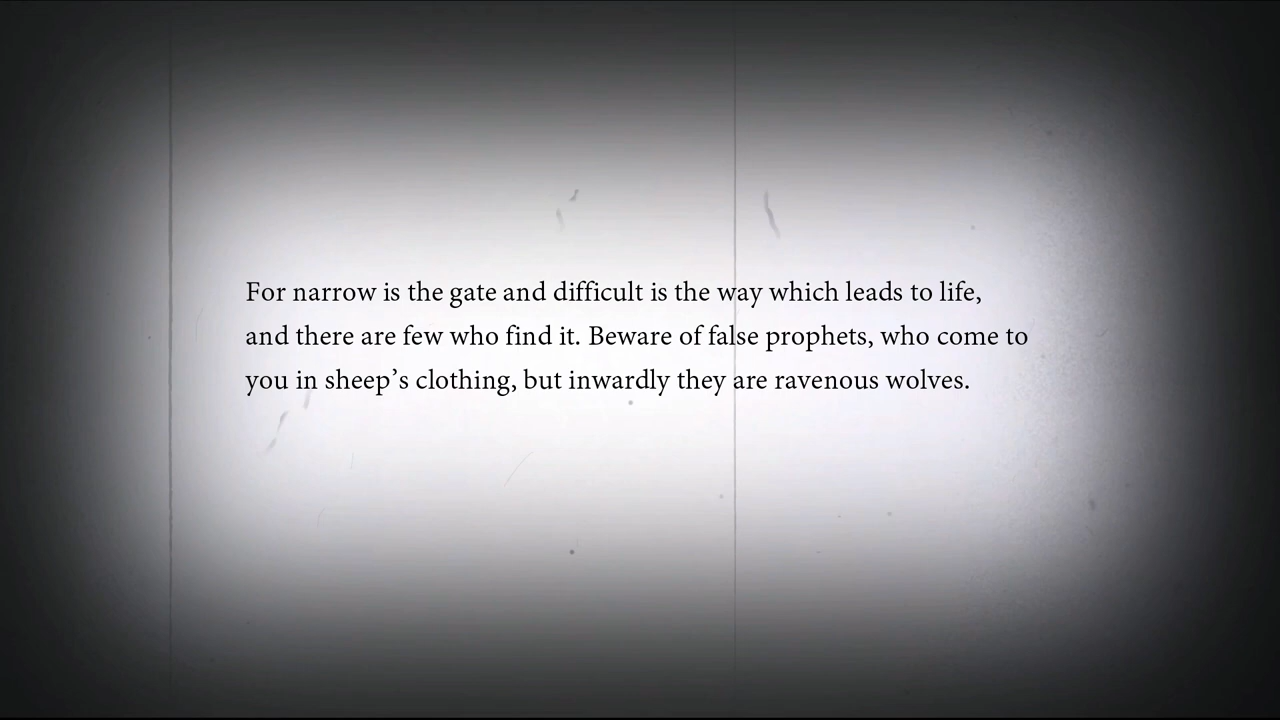 For narrow is the gate and difficult is the way which leads to life,
and there are few who find it. Beware of false prophets, who come to
you in sheep’s clothing, but inwardly they are ravenous wolves.